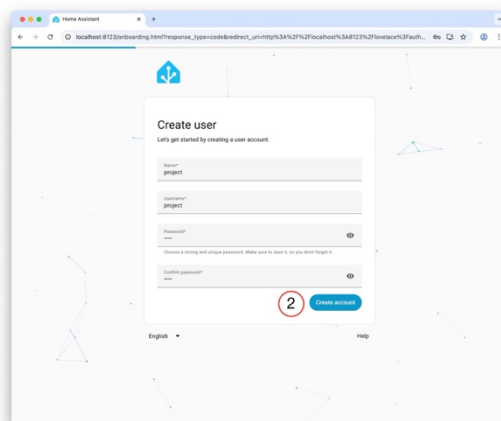 Home Assistant
localhost:8123/onboarding.html?response_type=code&redirect_uri=http%3A%2F%2Flocalhost%3A8123%2Flovelace%3Fauth...
Create user
Let's get started by creating a user account.
Name*
project
Username*
project
Password*
••••
Choose a strong and unique password. Make sure to save it, so you don't forget it.
Confirm password*
••••
2
Create account
English
Help